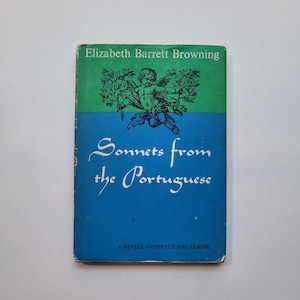 Elizabeth Barrett Browning
Sonnets from
the Portuguese
A REVELL INSPIRATIONAL CLASSIC